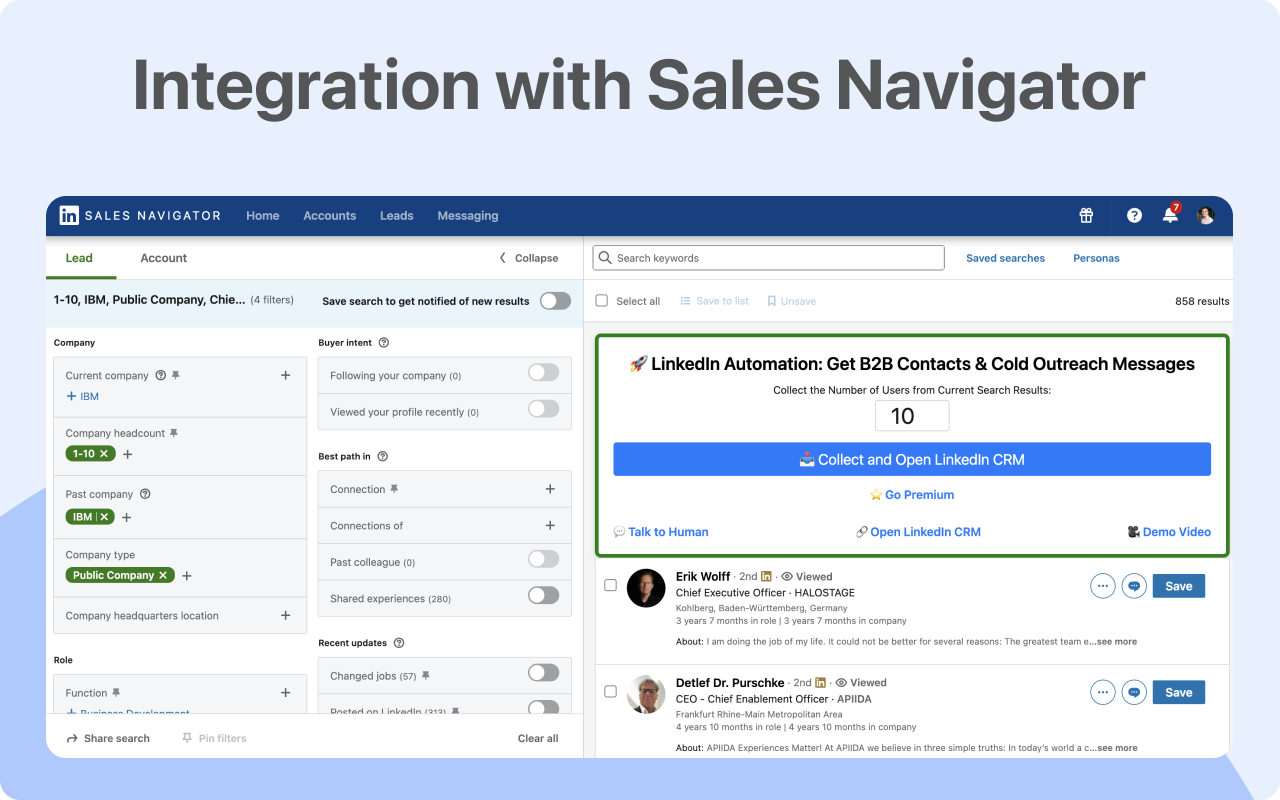 Integration with Sales Navigator
in SALES NAVIGATOR Home Accounts Leads Messaging 7
Lead Account Collapse
Search keywords Saved searches Personas
1-10, IBM, Public Company, Chie... (4 filters) Save search to get notified of new results
Select all Save to list Unsave 858 results
Company
Current company
+ IBM
Company headcount
1-10 × +
Past company
IBM | × +
Company type
Public Company × +
Company headquarters location +
Role
Function +
+ Business Development
Buyer intent
Following your company (0)
Viewed your profile recently (0)
Best path in
Connection +
Connections of +
Past colleague (0)
Shared experiences (280)
Recent updates
Changed jobs (57)
Posted on LinkedIn (313)
Share search Pin filters Clear all
🚀 LinkedIn Automation: Get B2B Contacts & Cold Outreach Messages
Collect the Number of Users from Current Search Results:
10
📥 Collect and Open LinkedIn CRM
⭐ Go Premium
💬 Talk to Human 🔗 Open LinkedIn CRM 🎥 Demo Video
Erik Wolff · 2nd in · Viewed
Chief Executive Officer · HALOSTAGE
Kohlberg, Baden-Württemberg, Germany
3 years 7 months in role | 3 years 7 months in company
About: I am doing the job of my life. It could not be better for several reasons: The greatest team e...see more
... Save
Detlef Dr. Purschke · 2nd in · Viewed
CEO - Chief Enablement Officer · APIIDA
Frankfurt Rhine-Main Metropolitan Area
4 years 10 months in role | 4 years 10 months in company
About: APIIDA Experiences Matter! At APIIDA we believe in three simple truths: In today's world a c...see more
... Save